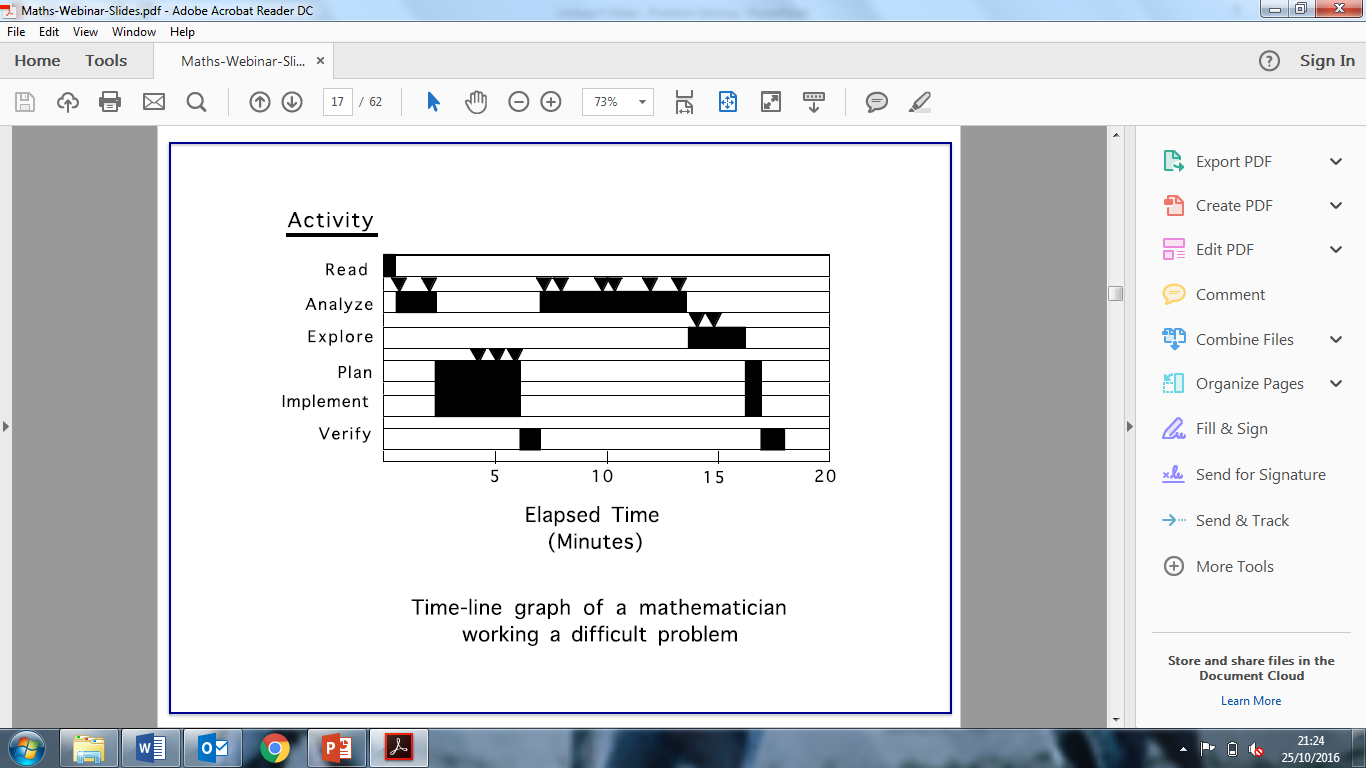 Maths-Webinar-Slides.pdf - Adobe Acrobat Reader DC
File Edit View Window Help
Home Tools Maths-Webinar-Sli... × Sign In
17 / 62 73%
Activity
Read
Analyze
Explore
Plan
Implement
Verify
5 10 15 20
Elapsed Time
(Minutes)
Time-line graph of a mathematician
working a difficult problem
Export PDF
Create PDF
Edit PDF
Comment
Combine Files
Organize Pages
Fill & Sign
Send for Signature
Send & Track
More Tools
Store and share files in the
Document Cloud
Learn More
21:24
25/10/2016